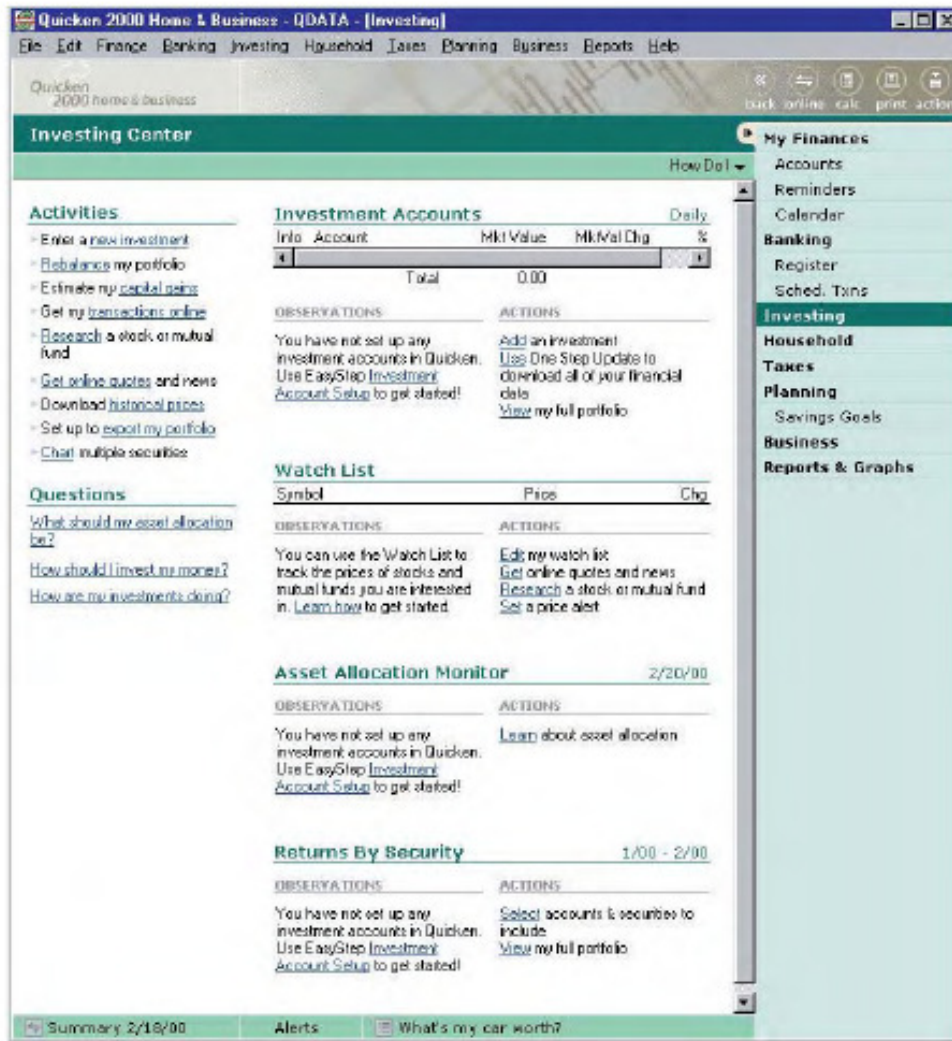 Quicken 2000 Home & Business - QDATA - [Investing]
File Edit Finance Banking Investing Household Taxes Planning Business Reports Help
Quicken
2000 home & business
back online calc print action
Investing Center
How Do I
Activities
Enter a new investment
Rebalance my portfolio
Estimate my capital gains
Get my transactions online
Research a stock or mutual
fund
Get online quotes and news
Download historical prices
Set up to export my portfolio
Chart multiple securities
Questions
What should my asset allocation
be?
How should I invest my money?
How are my investments doing?
Investment Accounts Daily
Info Account Mkt Value MktVal Chg %
Total 0.00
OBSERVATIONS
You have not set up any
investment accounts in Quicken.
Use EasyStep Investment
Account Setup to get started!
ACTIONS
Add an investment
Use One Step Update to
download all of your financial
data
View my full portfolio
Watch List
Symbol Price Chg
OBSERVATIONS
You can use the Watch List to
track the prices of stocks and
mutual funds you are interested
in. Learn how to get started.
ACTIONS
Edit my watch list
Get online quotes and news
Research a stock or mutual fund
Set a price alert
Asset Allocation Monitor 2/20/00
OBSERVATIONS
You have not set up any
investment accounts in Quicken.
Use EasyStep Investment
Account Setup to get started!
ACTIONS
Learn about asset allocation
Returns By Security 1/00 - 2/00
OBSERVATIONS
You have not set up any
investment accounts in Quicken.
Use EasyStep Investment
Account Setup to get started!
ACTIONS
Select accounts & securities to
include
View my full portfolio
My Finances
Accounts
Reminders
Calendar
Banking
Register
Sched. Txns
Investing
Household
Taxes
Planning
Savings Goals
Business
Reports & Graphs
Summary 2/18/00 Alerts What's my car worth?